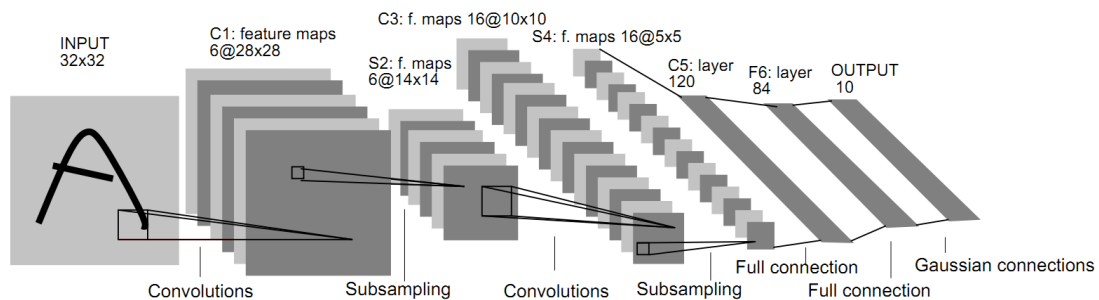 INPUT
32x32
C1: feature maps
6@28x28
S2: f. maps
6@14x14
C3: f. maps 16@10x10
S4: f. maps 16@5x5
C5: layer
120
F6: layer
84
OUTPUT
10
Convolutions
Subsampling
Convolutions
Subsampling
Full connection
Full connection
Gaussian connections